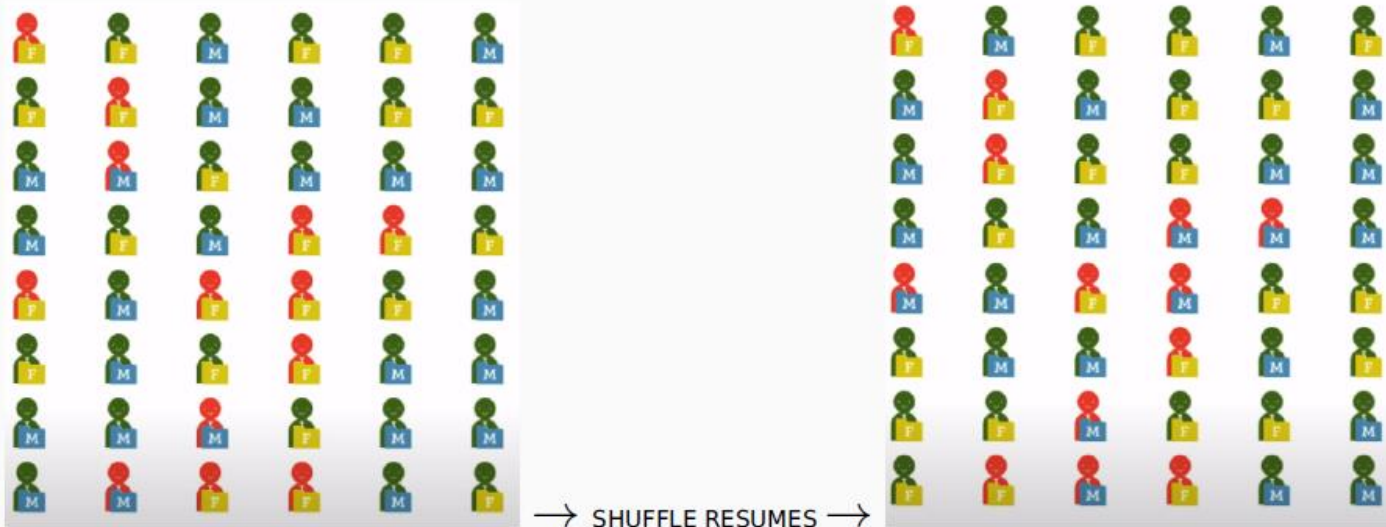 F F M F F M F M F F M F
F F M M F F M F M F F M
M M F M M M M F F F M M
M F M F F F M F M M M M
F M F F F M M M F M F F
F M F F M M F M M F M F
M M M F M M F F M F F M
M M F F M F F F M F M M
→ SHUFFLE RESUMES →